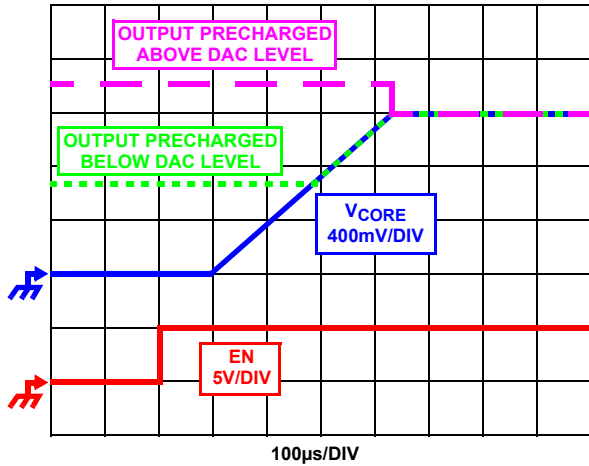 OUTPUT PRECHARGED
ABOVE DAC LEVEL
OUTPUT PRECHARGED
BELOW DAC LEVEL
VCORE
400mV/DIV
EN
5V/DIV
100µs/DIV